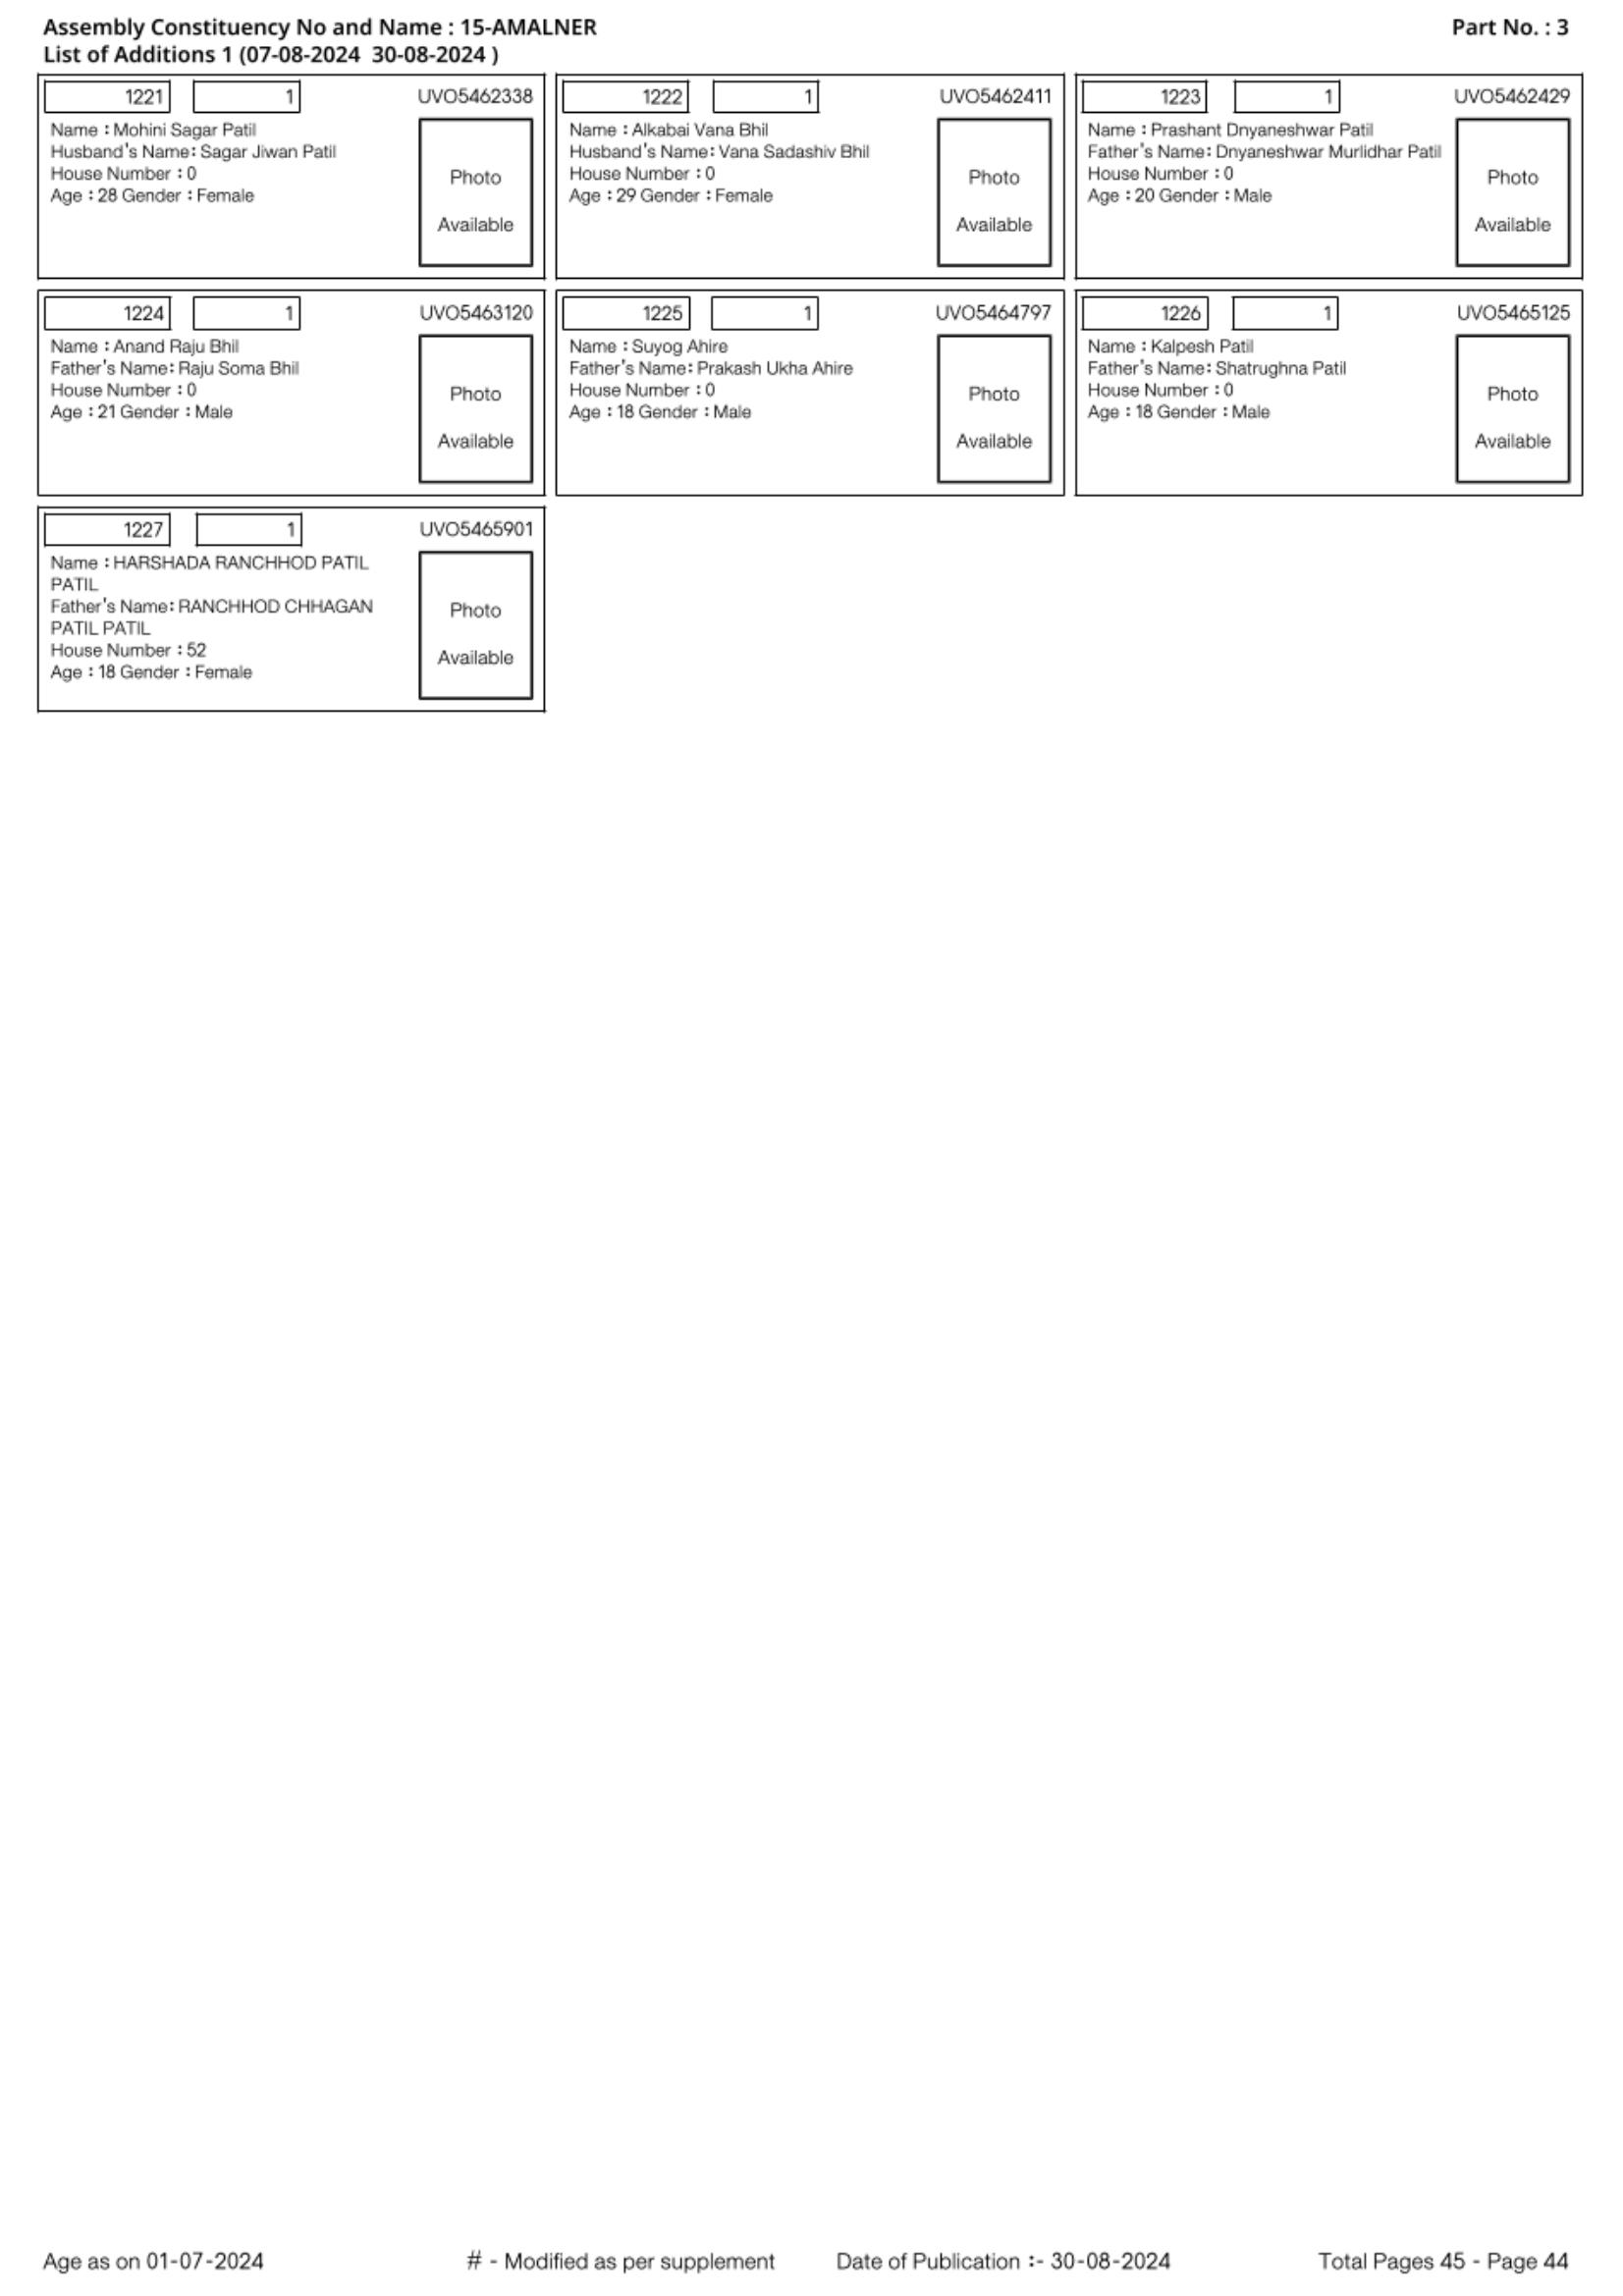 Assembly Constituency No and Name : 15-AMALNER
Part No. : 3
List of Additions 1 (07-08-2024 30-08-2024 )
1221 1 UVO5462338
Name : Mohini Sagar Patil
Husband's Name: Sagar Jiwan Patil
House Number : 0
Age : 28 Gender : Female
Photo
Available
1222 1 UVO5462411
Name : Alkabai Vana Bhil
Husband's Name: Vana Sadashiv Bhil
House Number : 0
Age : 29 Gender : Female
Photo
Available
1223 1 UVO5462429
Name : Prashant Dnyaneshwar Patil
Father's Name: Dnyaneshwar Murlidhar Patil
House Number : 0
Age : 20 Gender : Male
Photo
Available
1224 1 UVO5463120
Name : Anand Raju Bhil
Father's Name: Raju Soma Bhil
House Number : 0
Age : 21 Gender : Male
Photo
Available
1225 1 UVO5464797
Name : Suyog Ahire
Father's Name: Prakash Ukha Ahire
House Number : 0
Age : 18 Gender : Male
Photo
Available
1226 1 UVO5465125
Name : Kalpesh Patil
Father's Name: Shatrughna Patil
House Number : 0
Age : 18 Gender : Male
Photo
Available
1227 1 UVO5465901
Name : HARSHADA RANCHHOD PATIL
PATIL
Father's Name: RANCHHOD CHHAGAN
PATIL PATIL
House Number : 52
Age : 18 Gender : Female
Photo
Available
Age as on 01-07-2024 # - Modified as per supplement Date of Publication :- 30-08-2024 Total Pages 45 - Page 44